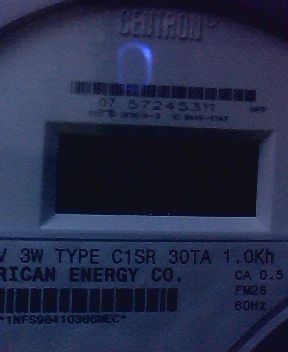 CENTRON
07 57245311
V 3W TYPE C1SR 30TA 1.0Kh
RICAN ENERGY CO.
CA 0.5
FM2S
60Hz